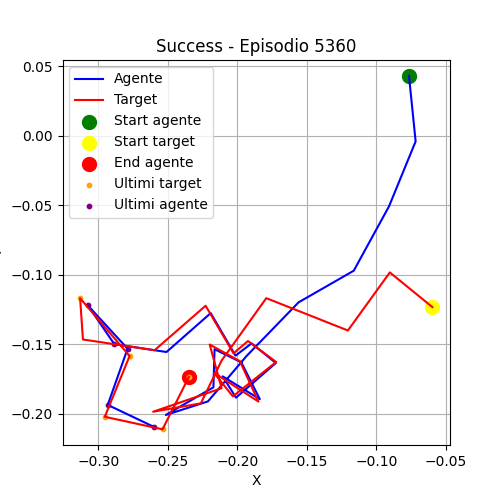 Success - Episodio 5360
Agente
Target
Start agente
Start target
End agente
Ultimi target
Ultimi agente
0.05
0.00
−0.05
−0.10
−0.15
−0.20
−0.30
−0.25
−0.20
−0.15
−0.10
−0.05
X